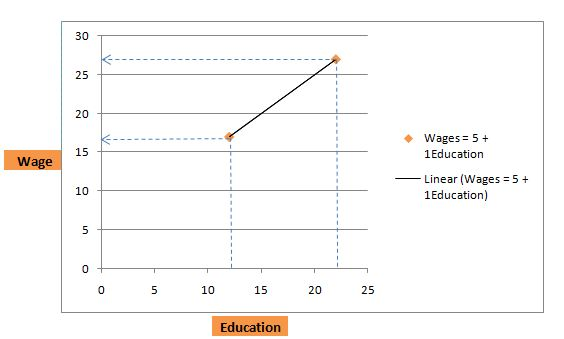 30
25
20
15
10
5
0
0 5 10 15 20 25
Wage
Education
Wages = 5 +
1Education
Linear (Wages = 5 +
1Education)